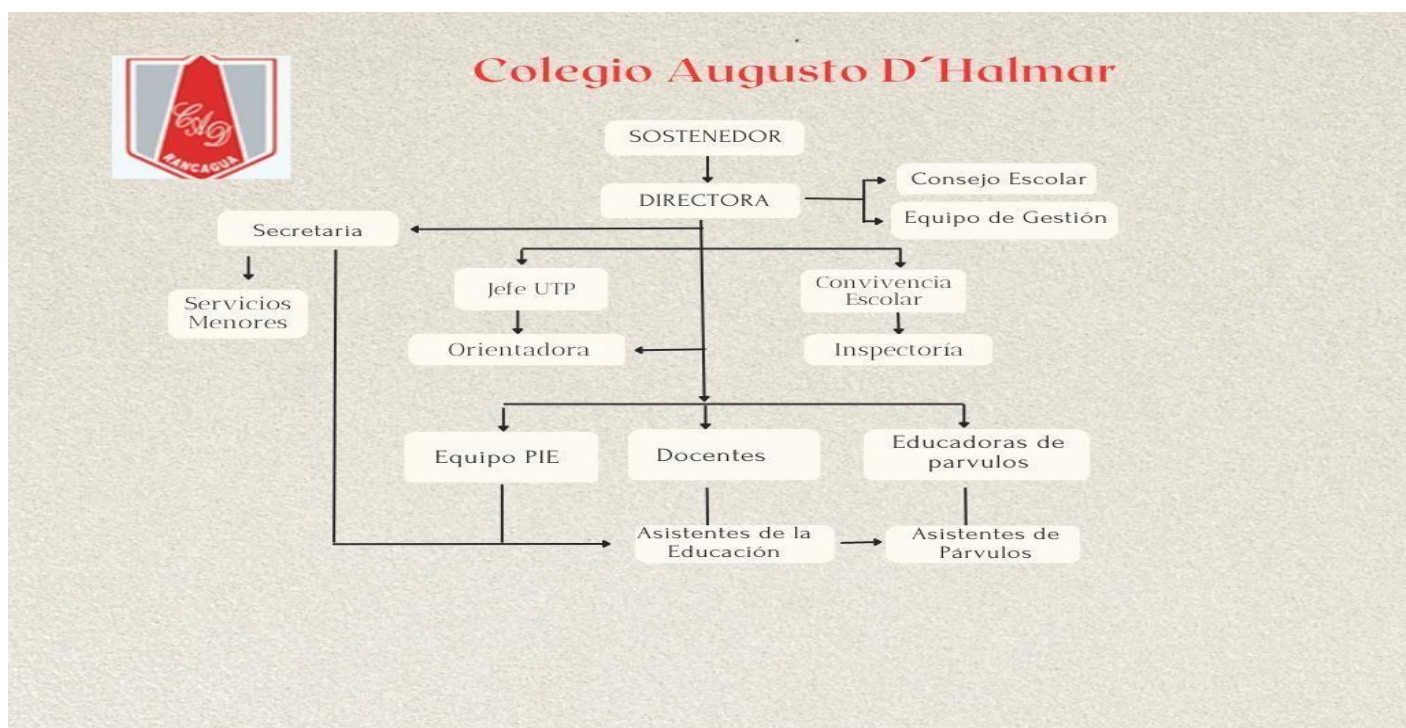 Colegio Augusto D´Halmar
CAD
RANCAGUA
SOSTENEDOR
DIRECTORA
Consejo Escolar
Equipo de Gestión
Secretaria
Jefe UTP
Convivencia
Escolar
Servicios
Menores
Orientadora
Inspectoría
Equipo PIE
Docentes
Educadoras de
parvulos
Asistentes de la
Educación
Asistentes de
Párvulos